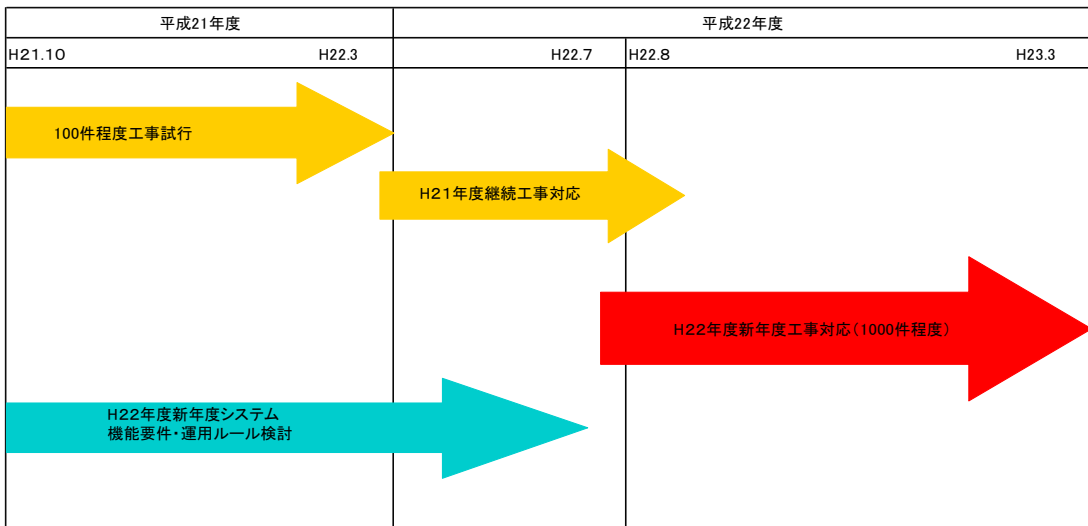 平成21年度
平成22年度
H21.10
H22.3
H22.7
H22.8
H23.3
100件程度工事試行
H21年度継続工事対応
H22年度新年度工事対応（1000件程度）
H22年度新年度システム
機能要件・運用ルール検討